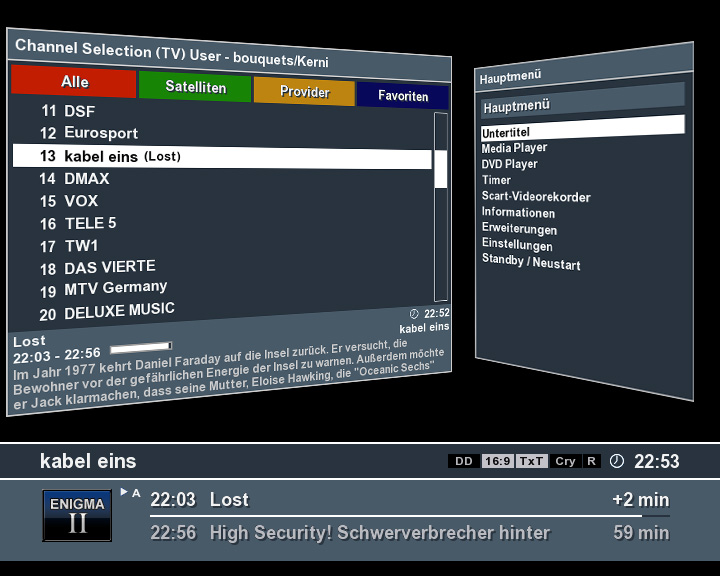 Channel Selection (TV) User - bouquets/Kerni
Alle
Satelliten
Provider
Favoriten
11 DSF
12 Eurosport
13 kabel eins (Lost)
14 DMAX
15 VOX
16 TELE 5
17 TW1
18 DAS VIERTE
19 MTV Germany
20 DELUXE MUSIC
22:52
kabel eins
Lost
22:03 - 22:56
Im Jahr 1977 kehrt Daniel Faraday auf die Insel zurück. Er versucht, die
Bewohner vor der gefährlichen Energie der Insel zu warnen. Außerdem möchte
er Jack klarmachen, dass seine Mutter, Eloise Hawking, die "Oceanic Sechs"
Hauptmenü
Hauptmenü
Untertitel
Media Player
DVD Player
Timer
Scart-Videorekorder
Informationen
Erweiterungen
Einstellungen
Standby / Neustart
kabel eins
DD 16:9 TxT Cry R 22:53
ENIGMA
II
A
22:03 Lost +2 min
22:56 High Security! Schwerverbrecher hinter 59 min